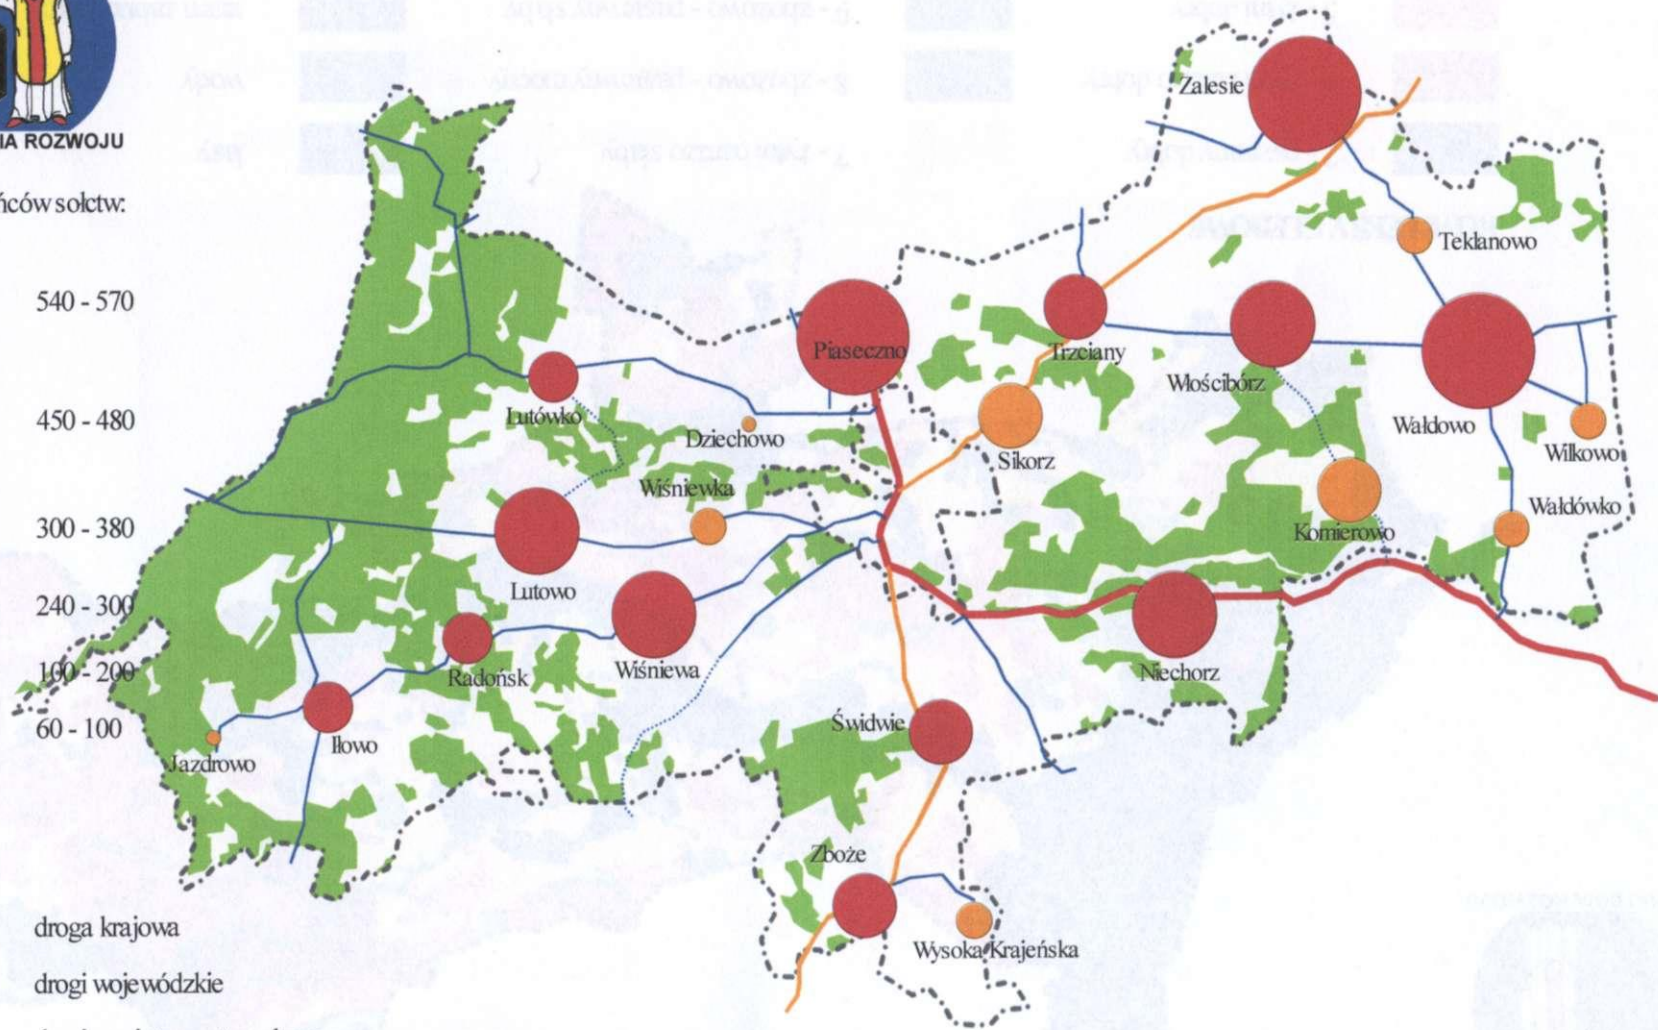 IA ROZWOJU
ńców sołctw:
540 - 570
450 - 480
300 - 380
240 - 300
100 - 200
60 - 100
droga krajowa
drogi wojewódzkie
Zalesie
Teklanowo
Piaseczno
Trzciany
Włościbórz
Lutówko
Dziechowo
Wałdowo
Wilkowo
Sikorz
Wiśniewka
Wałdówko
Komierowo
Lutowo
Wiśniewa
Radońsk
Niechorz
Świdwie
Iłowo
Jazdrowo
Zboże
Wysoka Krajeńska